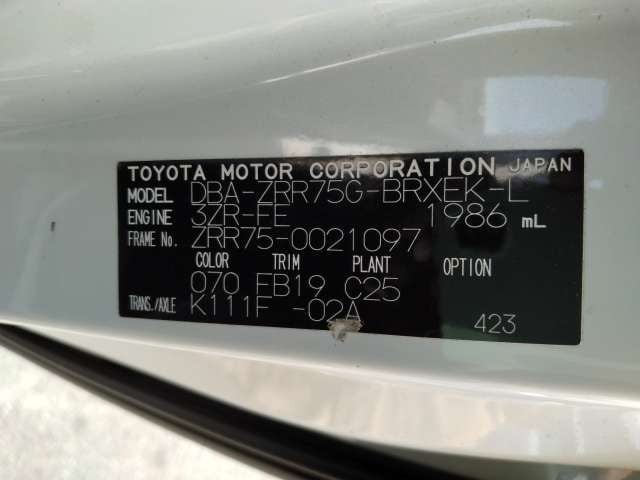 TOYOTA MOTOR CORPORATION JAPAN
MODEL DBA-ZRR75G-BRXEK-L
ENGINE 3ZR-FE 1986 mL
FRAME No. ZRR75-0021097
COLOR TRIM PLANT OPTION
070 FB19 C25
TRANS./AXLE K111F -02A
423